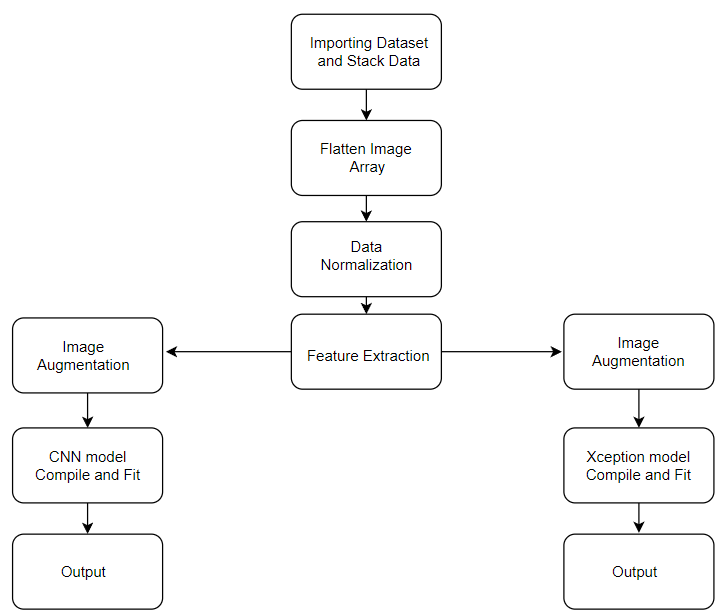 Importing Dataset
and Stack Data
Flatten Image
Array
Data
Normalization
Feature Extraction
Image
Augmentation
CNN model
Compile and Fit
Output
Image
Augmentation
Xception model
Compile and Fit
Output